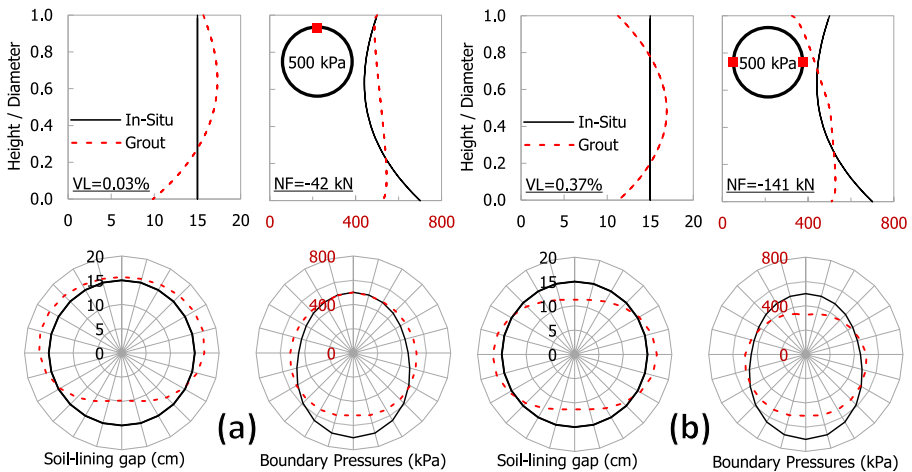 1.0
0.8
0.6
0.4
0.2
0.0
Height / Diameter
In-Situ
Grout
VL=0,03%
0 5 10 15 20
500 kPa
NF=-42 kN
0 400 800
1.0
0.8
0.6
0.4
0.2
0.0
Height / Diameter
In-Situ
Grout
VL=0,37%
0 5 10 15 20
500 kPa
NF=-141 kN
0 400 800
20
15
10
5
0
Soil-lining gap (cm)
(a)
800
400
0
Boundary Pressures (kPa)
20
15
10
5
0
Soil-lining gap (cm)
(b)
800
400
0
Boundary Pressures (kPa)